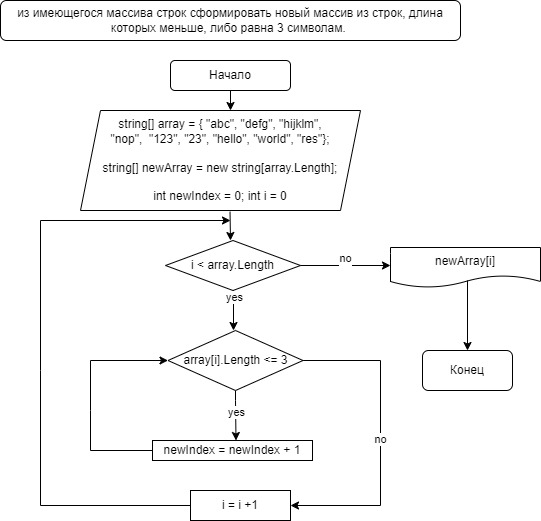 из имеющегося массива строк сформировать новый массив из строк, длина
которых меньше, либо равна 3 символам.
Начало
string[] array = { "abc", "defg", "hijklm",
"nop", "123", "23", "hello", "world", "res"};
string[] newArray = new string[array.Length];
int newIndex = 0; int i = 0
i < array.Length
no
newArray[i]
yes
array[i].Length <= 3
Конец
yes
no
newIndex = newIndex + 1
i = i +1